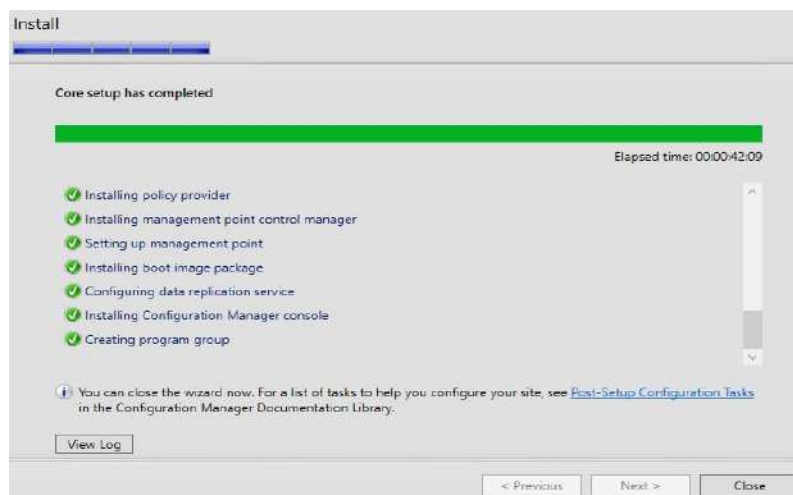 Install
Core setup has completed
Elapsed time: 00:00:42:09
Installing policy provider
Installing management point control manager
Setting up management point
Installing boot image package
Configuring data replication service
Installing Configuration Manager console
Creating program group
You can close the wizard now. For a list of tasks to help you configure your site, see Post-Setup Configuration Tasks
in the Configuration Manager Documentation Library.
View Log
< Previous Next > Close